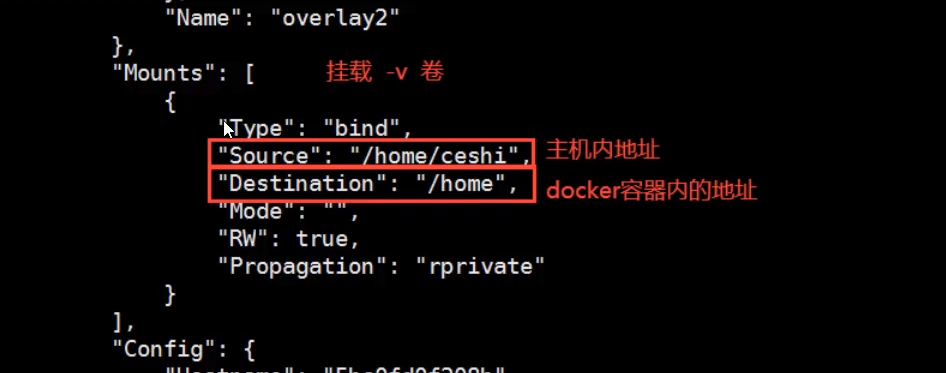 "Name": "overlay2"
},
"Mounts": [ 挂载 -v 卷
{
"Type": "bind",
"Source": "/home/ceshi", 主机内地址
"Destination": "/home", docker容器内的地址
"Mode": "",
"RW": true,
"Propagation": "rprivate"
}
],
"Config": {